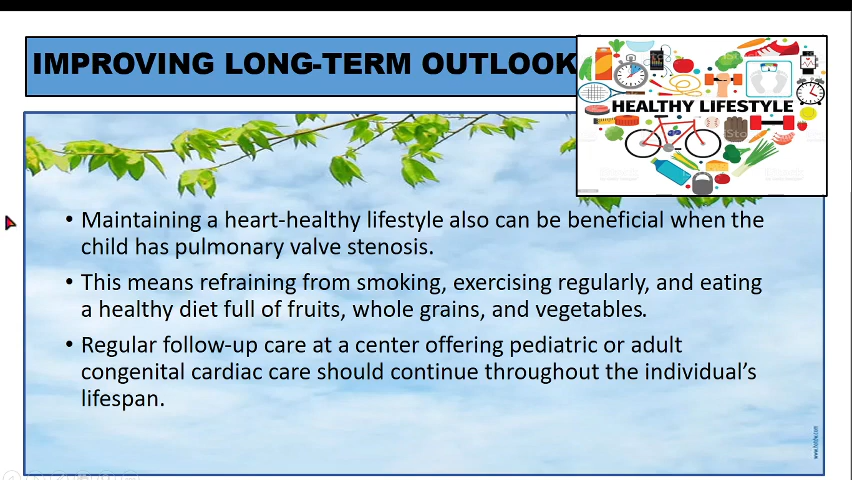 IMPROVING LONG-TERM OUTLOOK
HEALTHY LIFESTYLE
• Maintaining a heart-healthy lifestyle also can be beneficial when the
child has pulmonary valve stenosis.
• This means refraining from smoking, exercising regularly, and eating
a healthy diet full of fruits, whole grains, and vegetables.
• Regular follow-up care at a center offering pediatric or adult
congenital cardiac care should continue throughout the individual’s
lifespan.